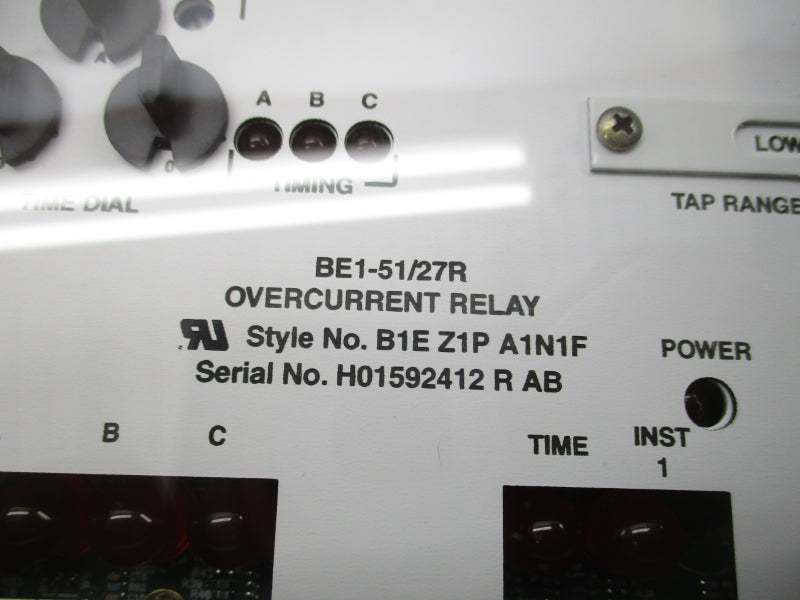 A B C
TIMING
TIME DIAL
LOW
TAP RANGE
BE1-51/27R
OVERCURRENT RELAY
Style No. B1E Z1P A1N1F
Serial No. H01592412 R AB
POWER
B C
TIME INST
1